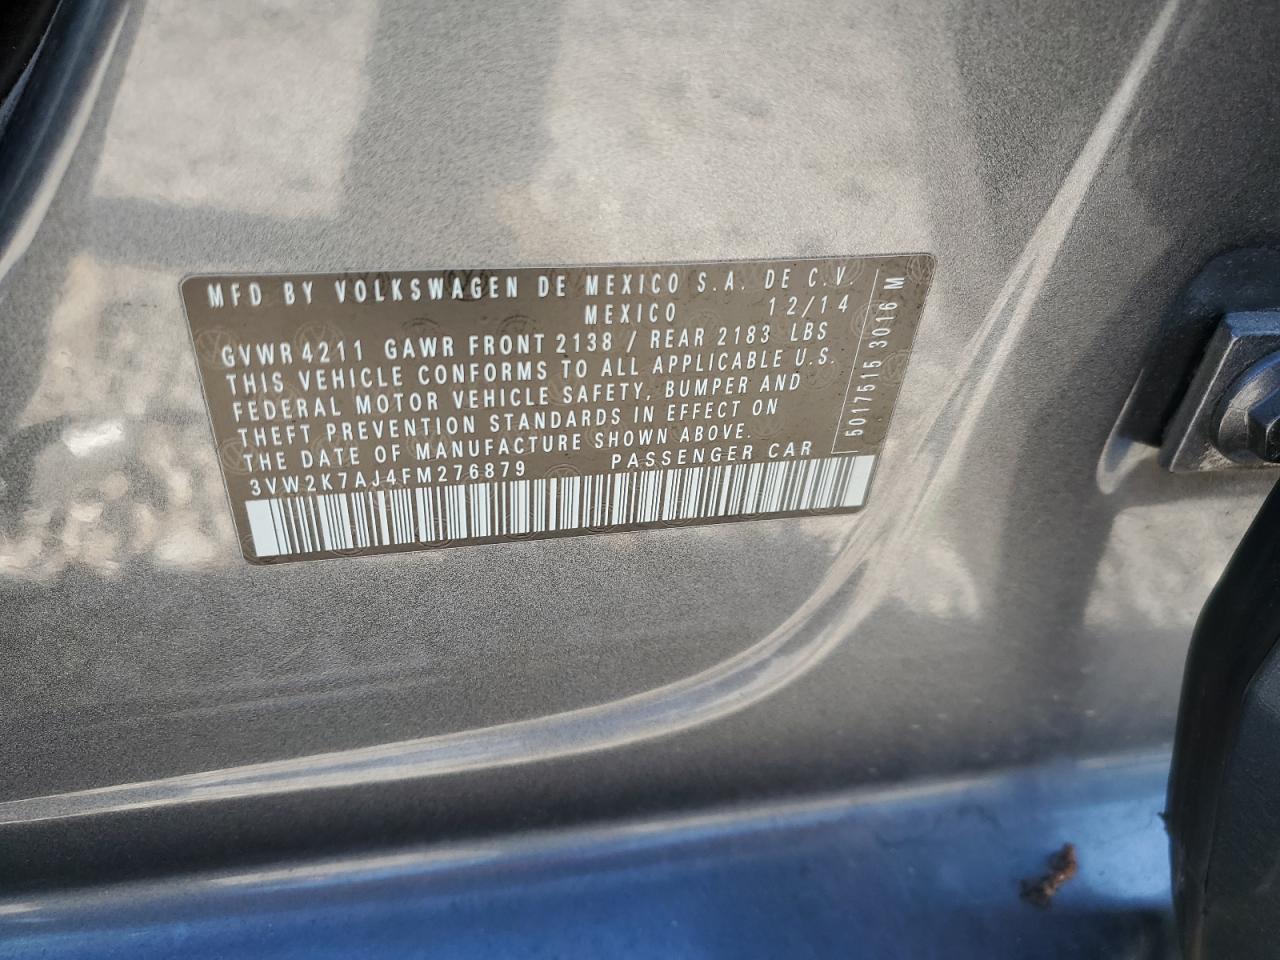 MFD BY VOLKSWAGEN DE MEXICO S.A. DE C.V.
MEXICO 12/14
GVWR 4211 GAWR FRONT 2138 / REAR 2183 LBS
THIS VEHICLE CONFORMS TO ALL APPLICABLE U.S.
FEDERAL MOTOR VEHICLE SAFETY, BUMPER AND
THEFT PREVENTION STANDARDS IN EFFECT ON
THE DATE OF MANUFACTURE SHOWN ABOVE.
3VW2K7AJ4FM276879 PASSENGER CAR
5017515 3016 M